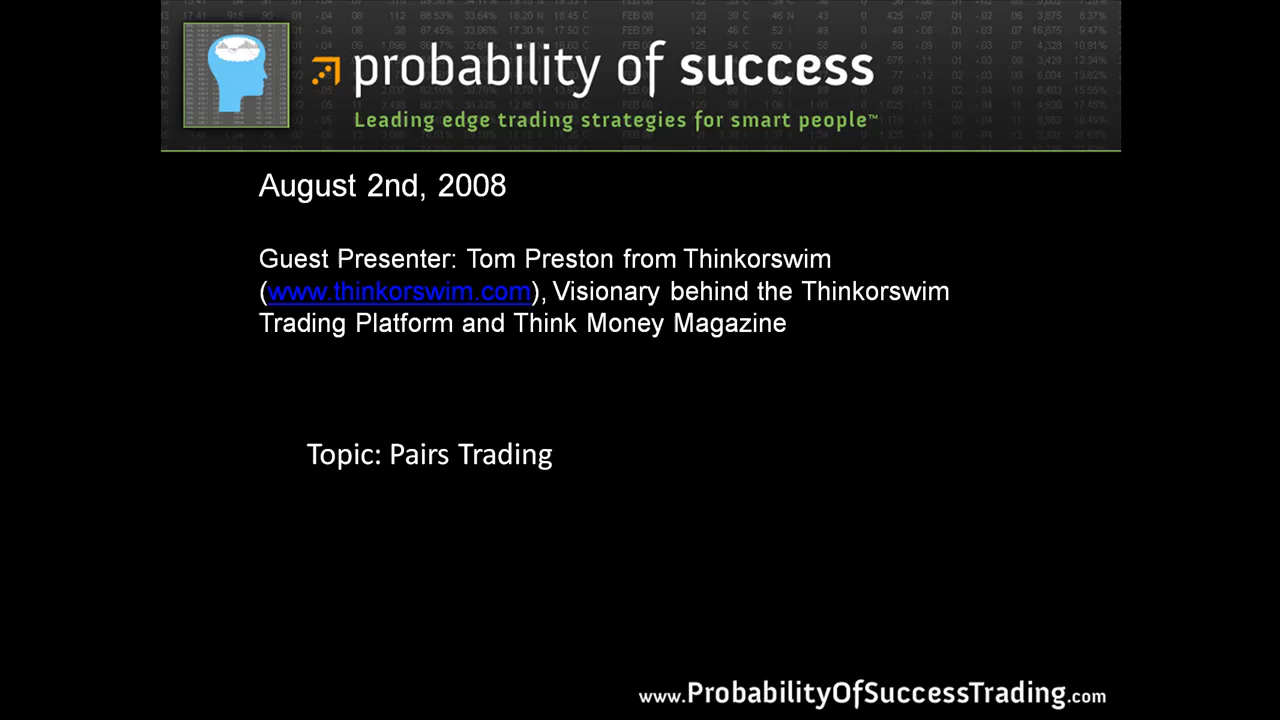 probability of success
Leading edge trading strategies for smart people™
August 2nd, 2008
Guest Presenter: Tom Preston from Thinkorswim
(www.thinkorswim.com), Visionary behind the Thinkorswim
Trading Platform and Think Money Magazine
Topic: Pairs Trading
www.ProbabilityOfSuccessTrading.com